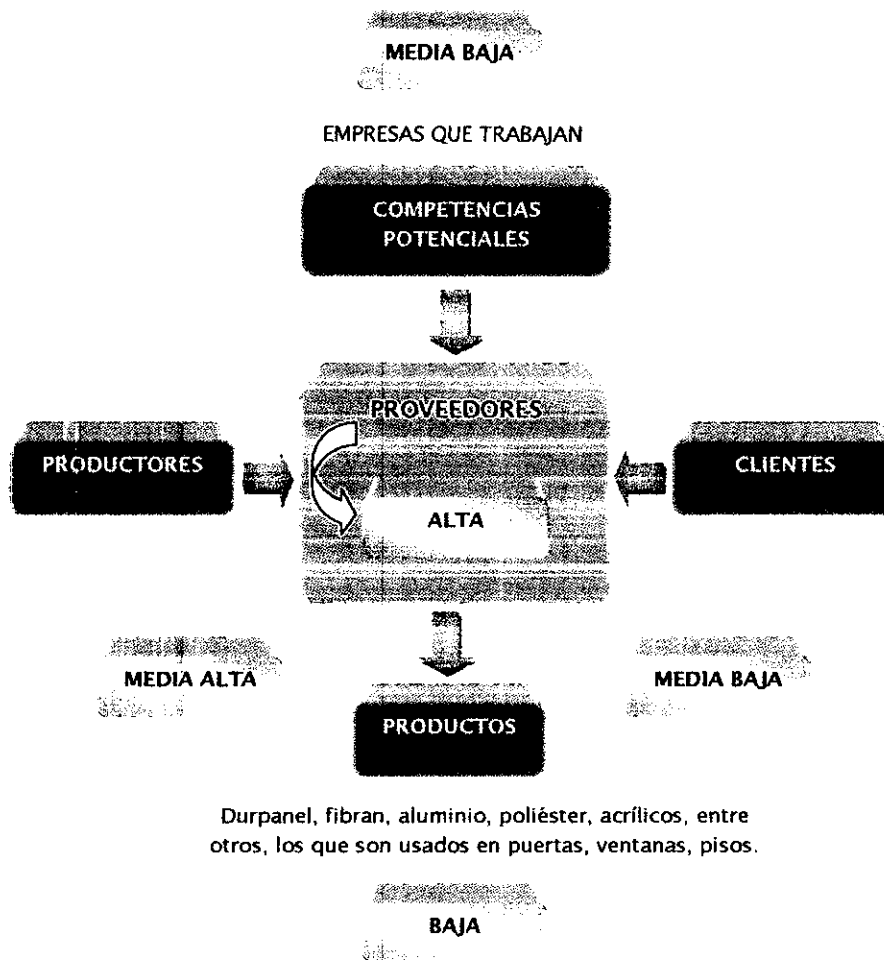 MEDIA BAJA
EMPRESAS QUE TRABAJAN
COMPETENCIAS
POTENCIALES
PROVEEDORES
PRODUCTORES
CLIENTES
ALTA
MEDIA ALTA
MEDIA BAJA
PRODUCTOS
Durpanel, fibran, aluminio, poliéster, acrílicos, entre
otros, los que son usados en puertas, ventanas, pisos.
BAJA